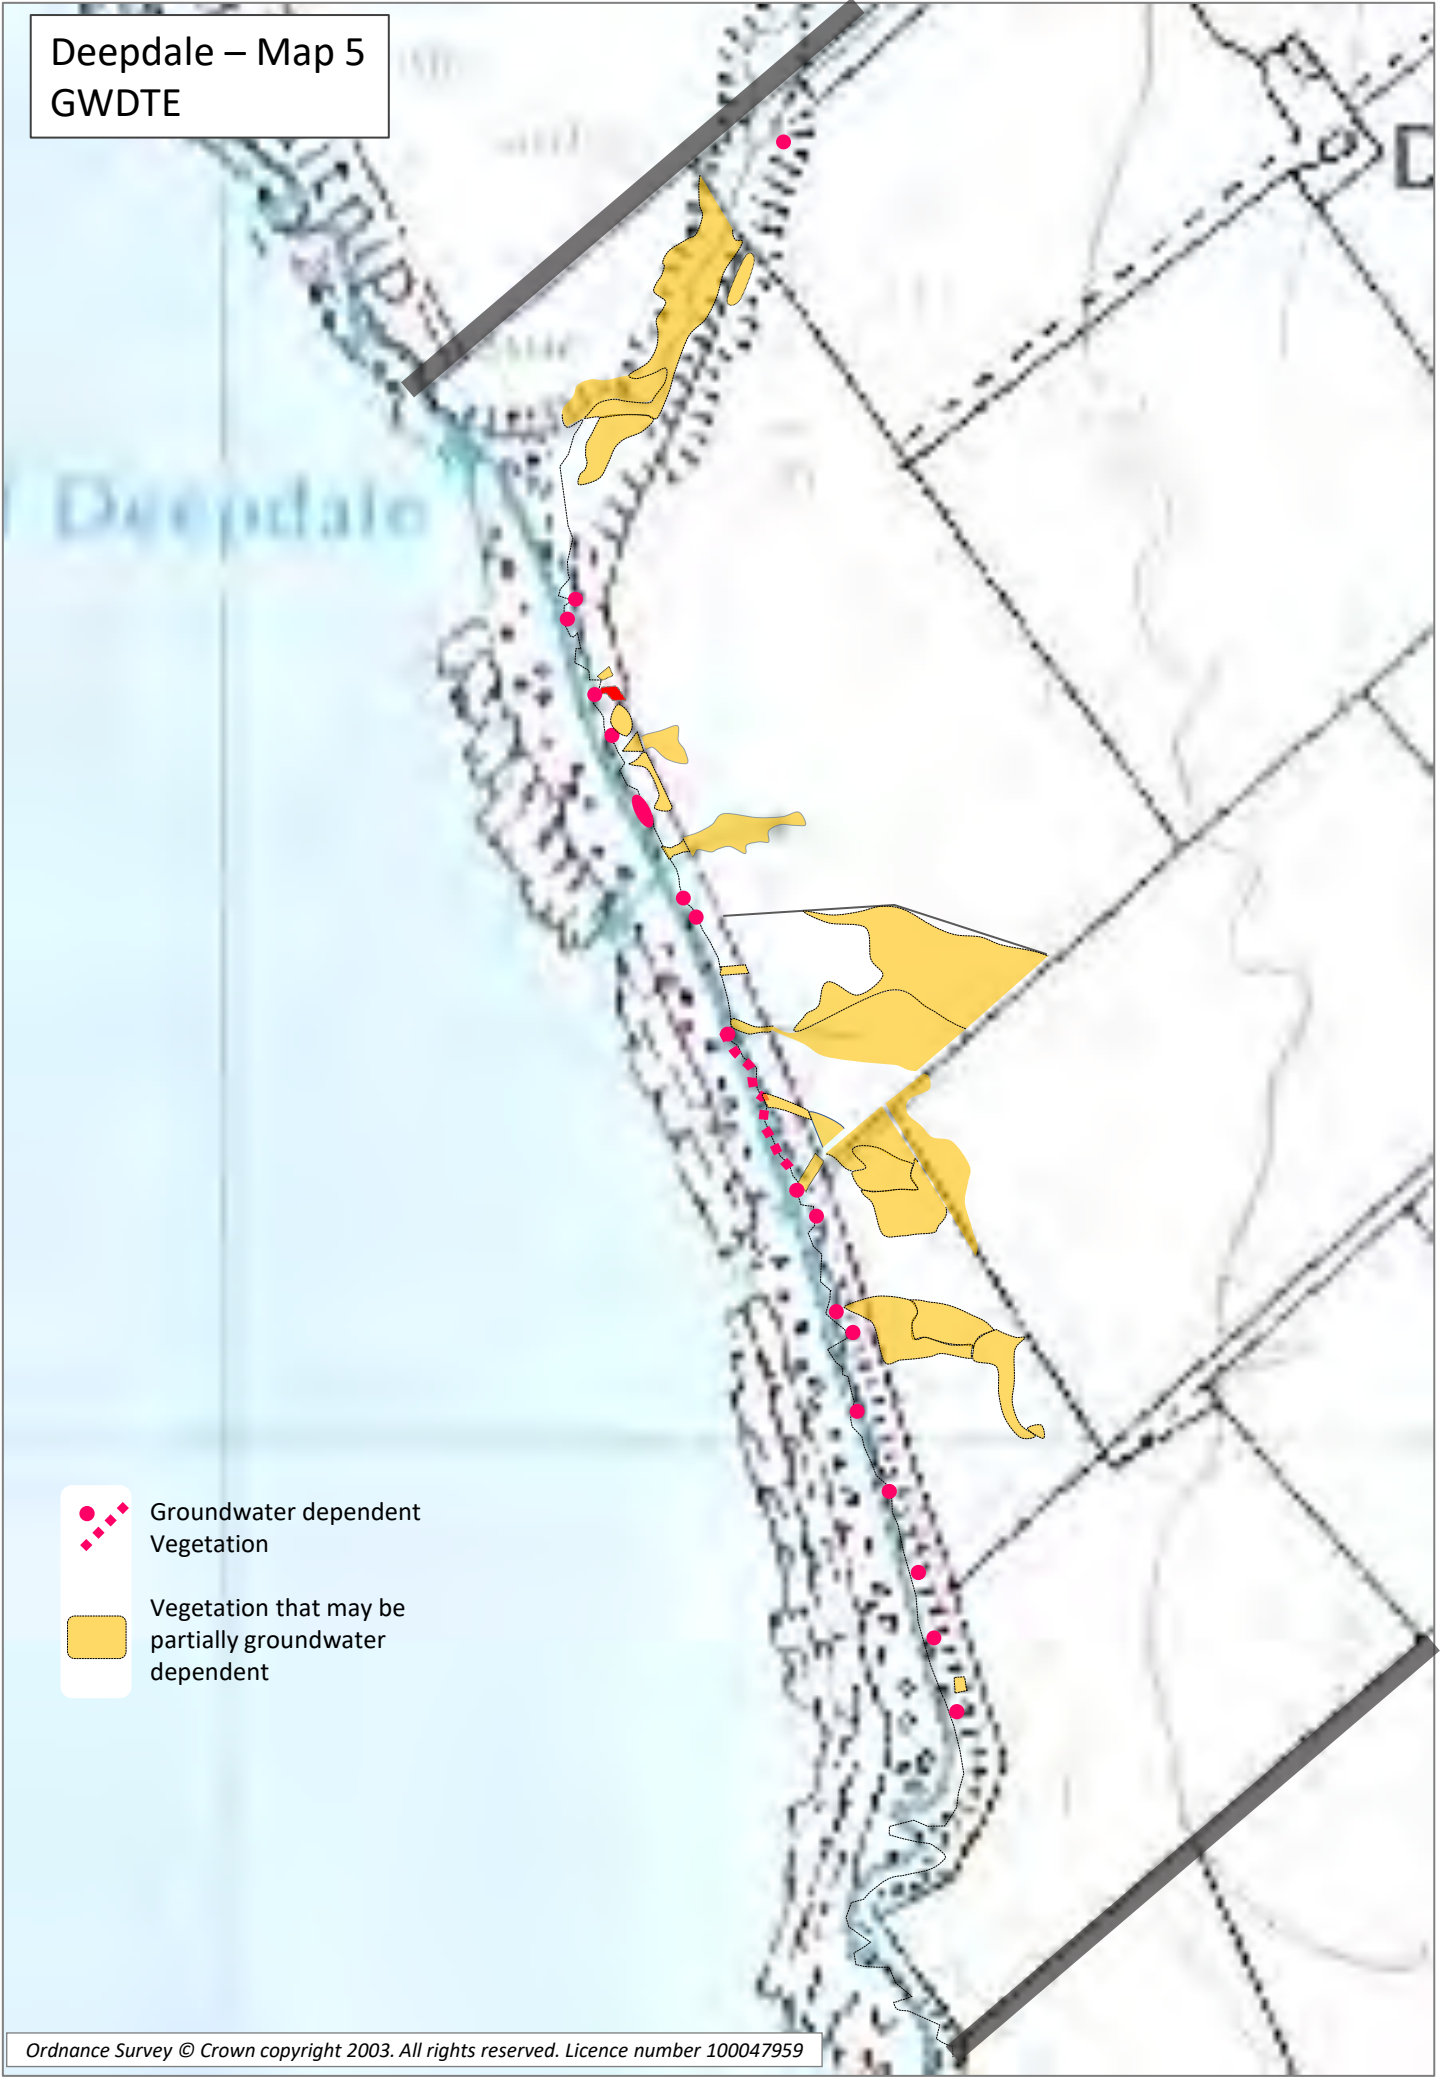 Deepdale – Map 5
GWDTE
Deepdale
D
Groundwater dependent
Vegetation
Vegetation that may be
partially groundwater
dependent
Ordnance Survey © Crown copyright 2003. All rights reserved. Licence number 100047959